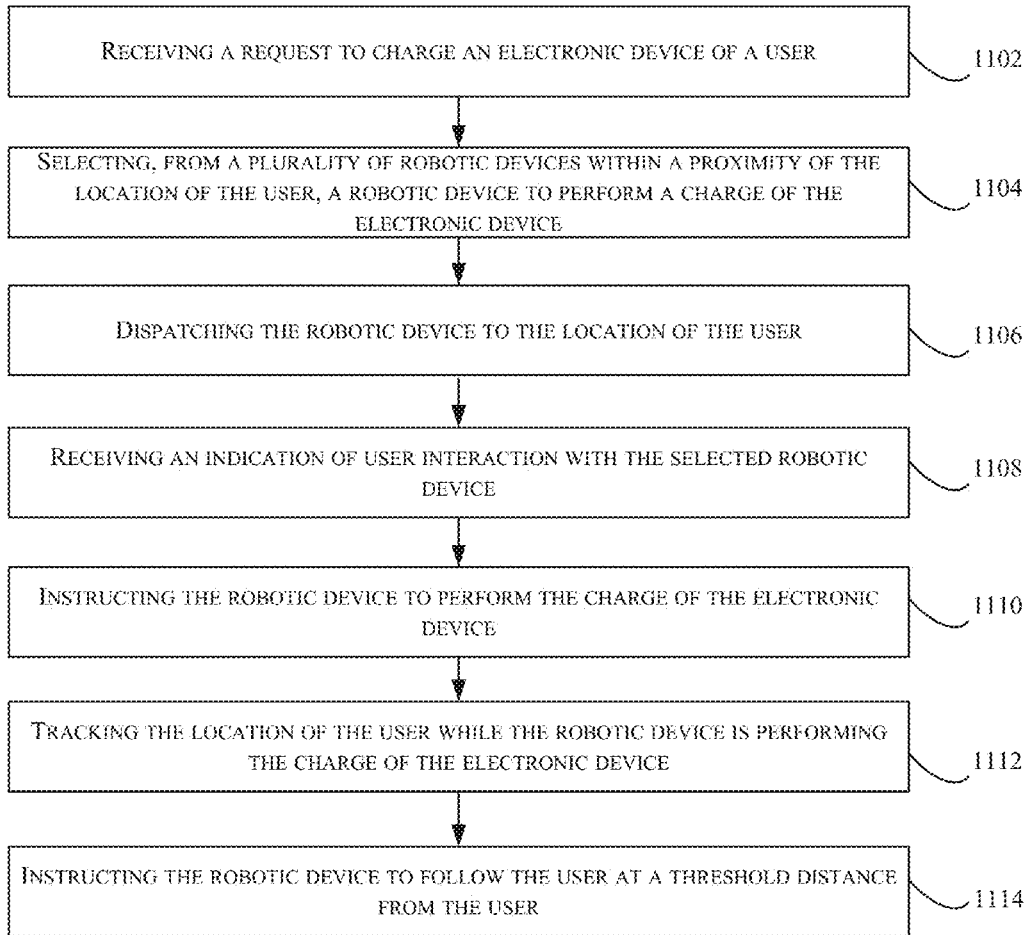 RECEIVING A REQUEST TO CHARGE AN ELECTRONIC DEVICE OF A USER
1102
SELECTING, FROM A PLURALITY OF ROBOTIC DEVICES WITHIN A PROXIMITY OF THE
LOCATION OF THE USER, A ROBOTIC DEVICE TO PERFORM A CHARGE OF THE
ELECTRONIC DEVICE
1104
DISPATCHING THE ROBOTIC DEVICE TO THE LOCATION OF THE USER
1106
RECEIVING AN INDICATION OF USER INTERACTION WITH THE SELECTED ROBOTIC
DEVICE
1108
INSTRUCTING THE ROBOTIC DEVICE TO PERFORM THE CHARGE OF THE ELECTRONIC
DEVICE
1110
TRACKING THE LOCATION OF THE USER WHILE THE ROBOTIC DEVICE IS PERFORMING
THE CHARGE OF THE ELECTRONIC DEVICE
1112
INSTRUCTING THE ROBOTIC DEVICE TO FOLLOW THE USER AT A THRESHOLD DISTANCE
FROM THE USER
1114